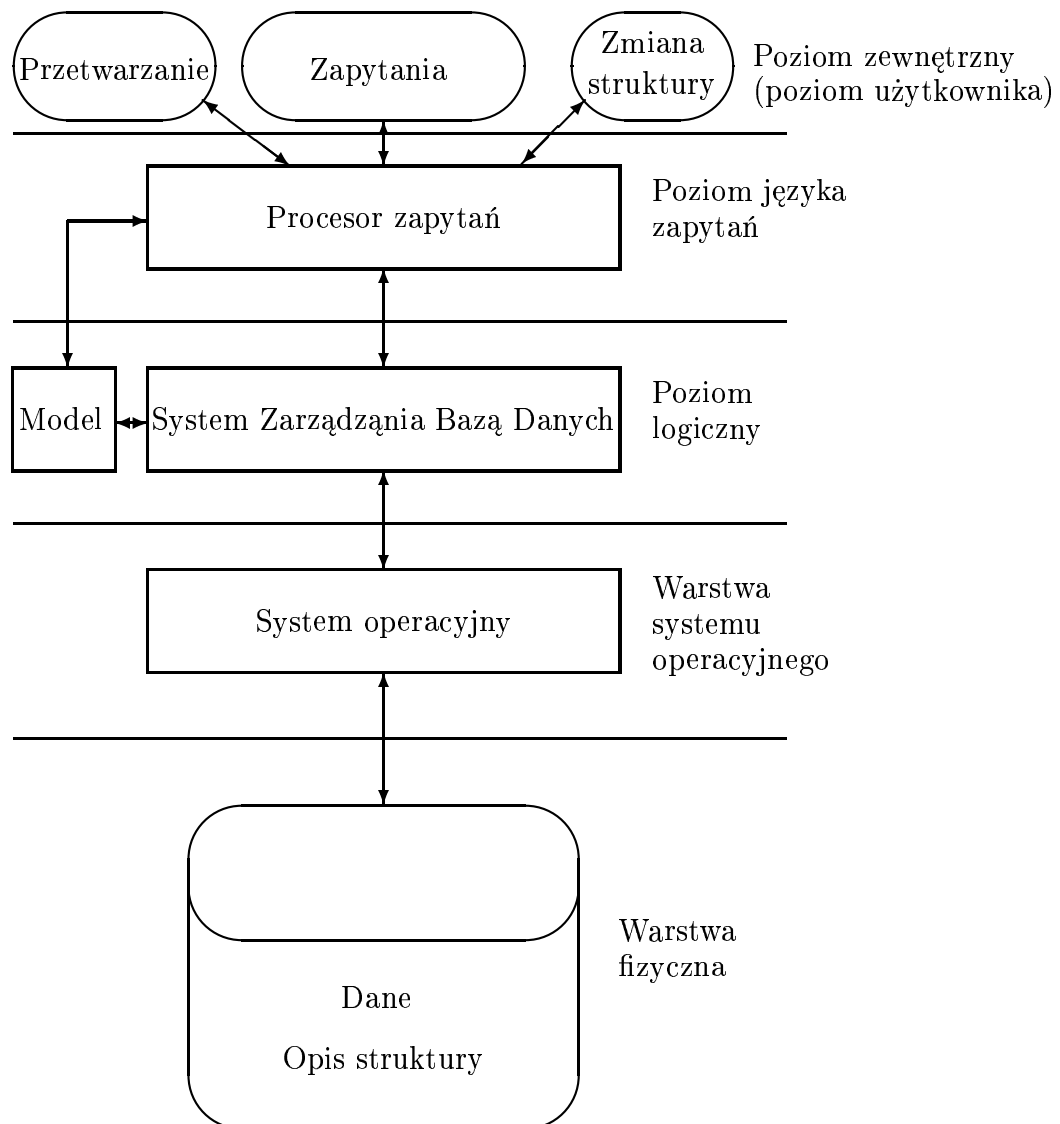 Przetwarzanie
Zapytania
Zmiana
struktury
Poziom zewnętrzny
(poziom użytkownika)
Procesor zapytań
Poziom języka
zapytań
Model
System Zarządząnia Bazą Danych
Poziom
logiczny
System operacyjny
Warstwa
systemu
operacyjnego
Warstwa
fizyczna
Dane
Opis struktury